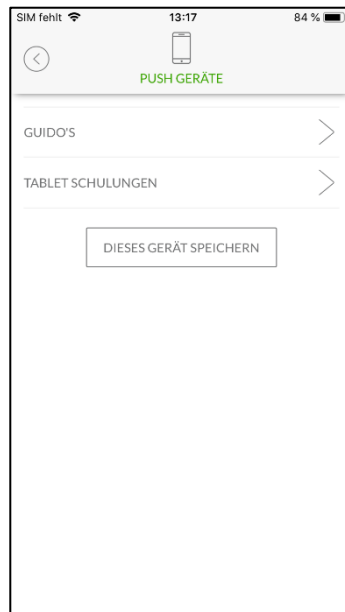 SIM fehlt 13:17 84 %
PUSH GERÄTE
GUIDO'S
TABLET SCHULUNGEN
DIESES GERÄT SPEICHERN